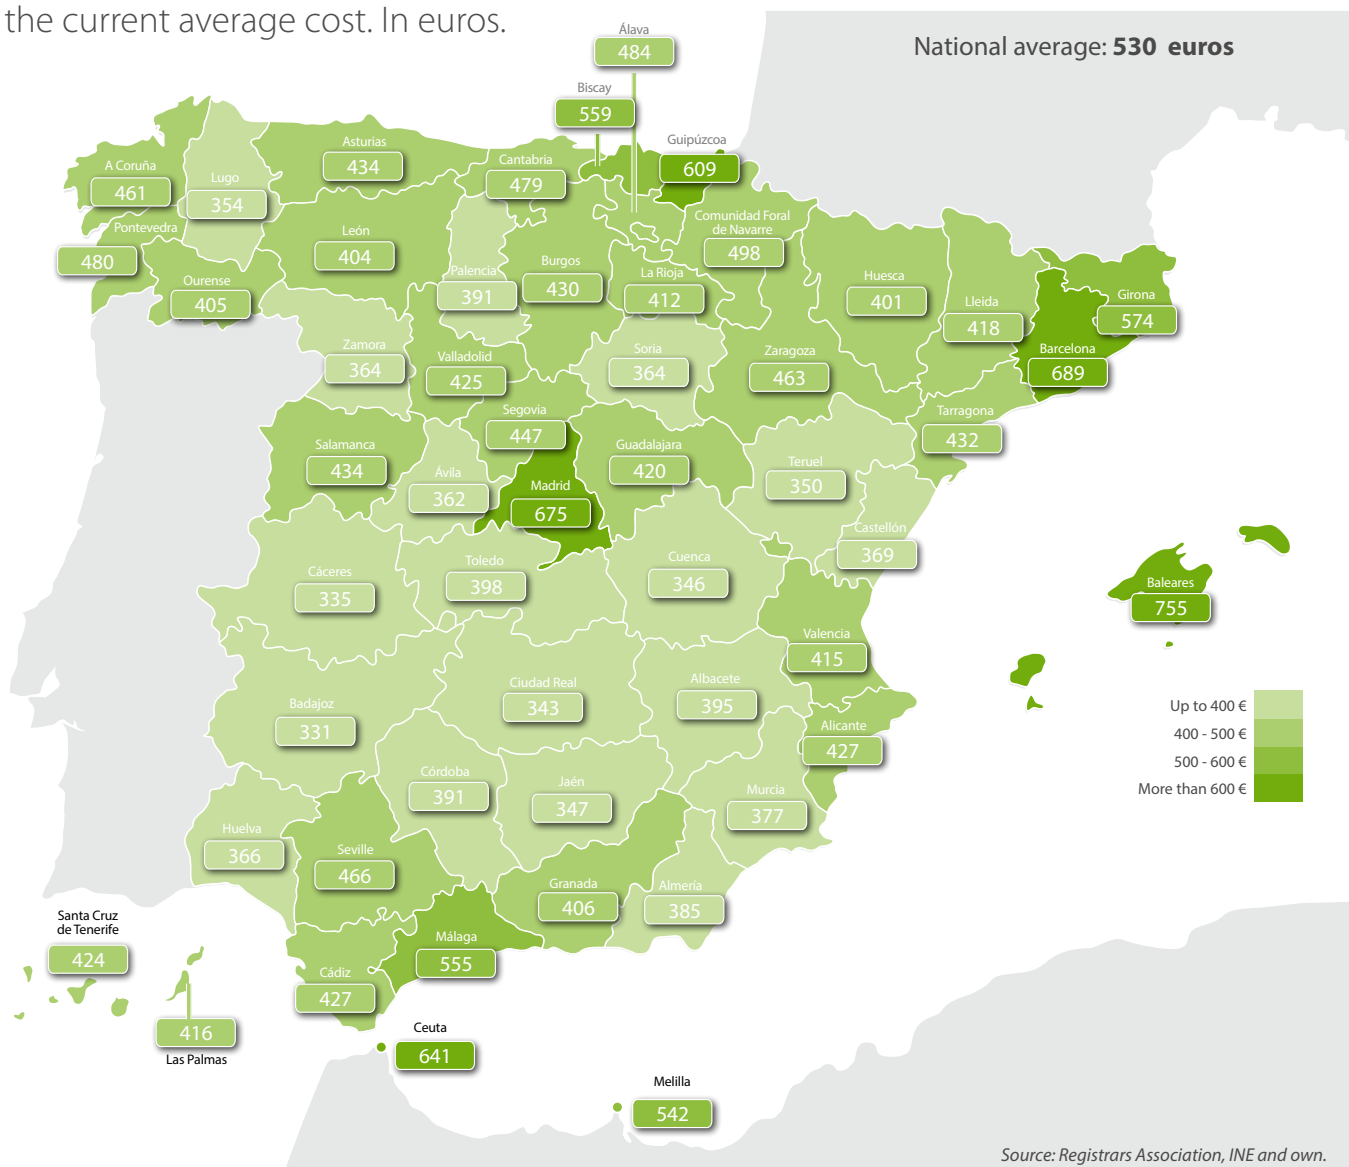 the current average cost. In euros.
National average: 530 euros
Álava
484
Biscay
559
Guipúzcoa
609
Asturias
434
Cantabria
479
A Coruña
461
Lugo
354
Pontevedra
480
Ourense
405
León
404
Palencia
391
Burgos
430
La Rioja
412
Comunidad Foral
de Navarre
498
Huesca
401
Lleida
418
Girona
574
Barcelona
689
Zamora
364
Valladolid
425
Soria
364
Zaragoza
463
Tarragona
432
Segovia
447
Salamanca
434
Ávila
362
Madrid
675
Guadalajara
420
Teruel
350
Castellón
369
Cáceres
335
Toledo
398
Cuenca
346
Baleares
755
Valencia
415
Badajoz
331
Ciudad Real
343
Albacete
395
Alicante
427
Up to 400 €
400 - 500 €
500 - 600 €
More than 600 €
Córdoba
391
Jaén
347
Murcia
377
Huelva
366
Seville
466
Granada
406
Almería
385
Málaga
555
Cádiz
427
Santa Cruz
de Tenerife
424
416
Las Palmas
Ceuta
641
Melilla
542
Source: Registrars Association, INE and own.